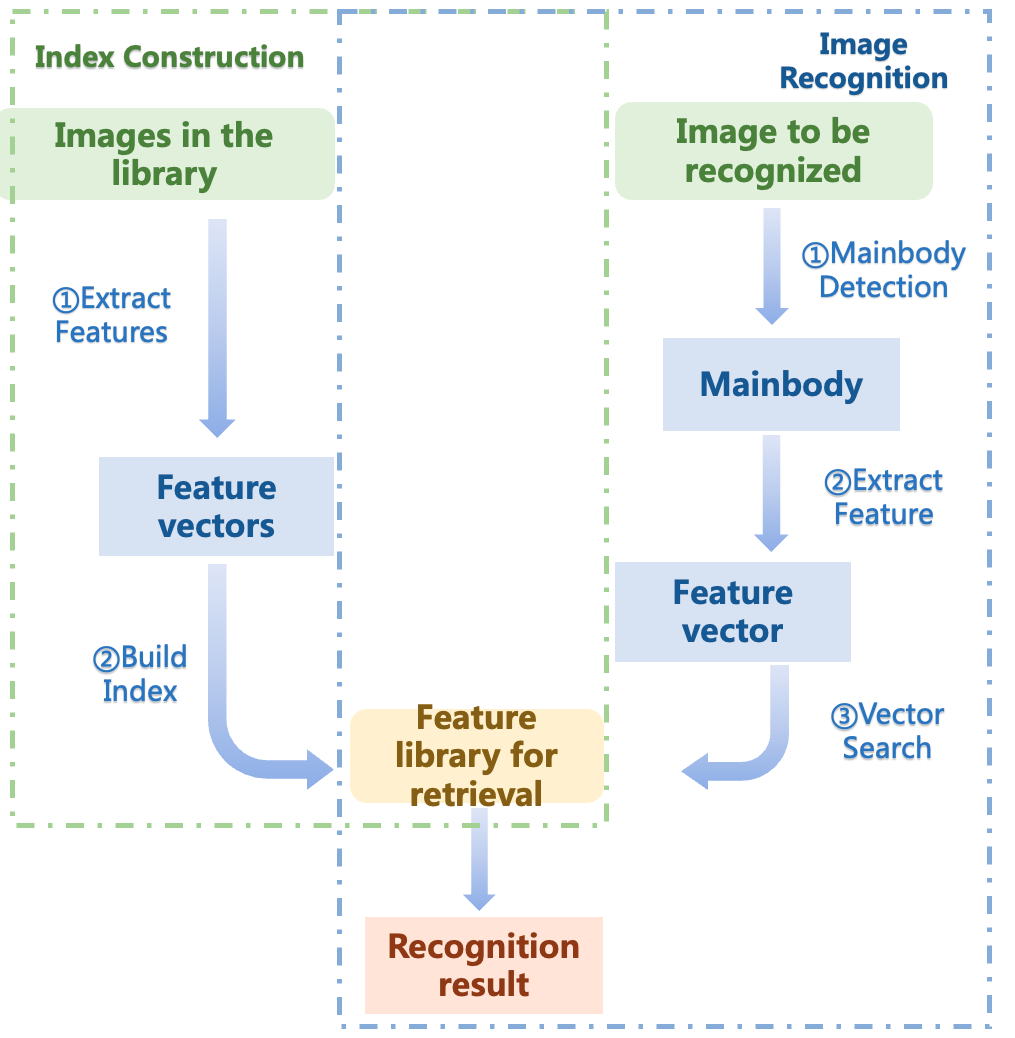 Index Construction
Images in the
library
①Extract
Features
Feature
vectors
②Build
Index
Feature
library for
retrieval
Recognition
result
Image
Recognition
Image to be
recognized
①Mainbody
Detection
Mainbody
②Extract
Feature
Feature
vector
③Vector
Search